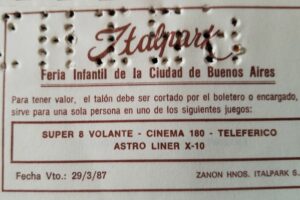 Italpark
Feria Infantil de la Ciudad de Buenos Aires
Para tener valor, el talón debe ser cortado por el boletero o encargado,
sirve para una sola persona en uno de los siguientes juegos:
SUPER 8 VOLANTE - CINEMA 180 - TELEFERICO
ASTRO LINER X-10
Fecha Vto.: 29/3/87
ZANON HNOS. ITALPARK S.